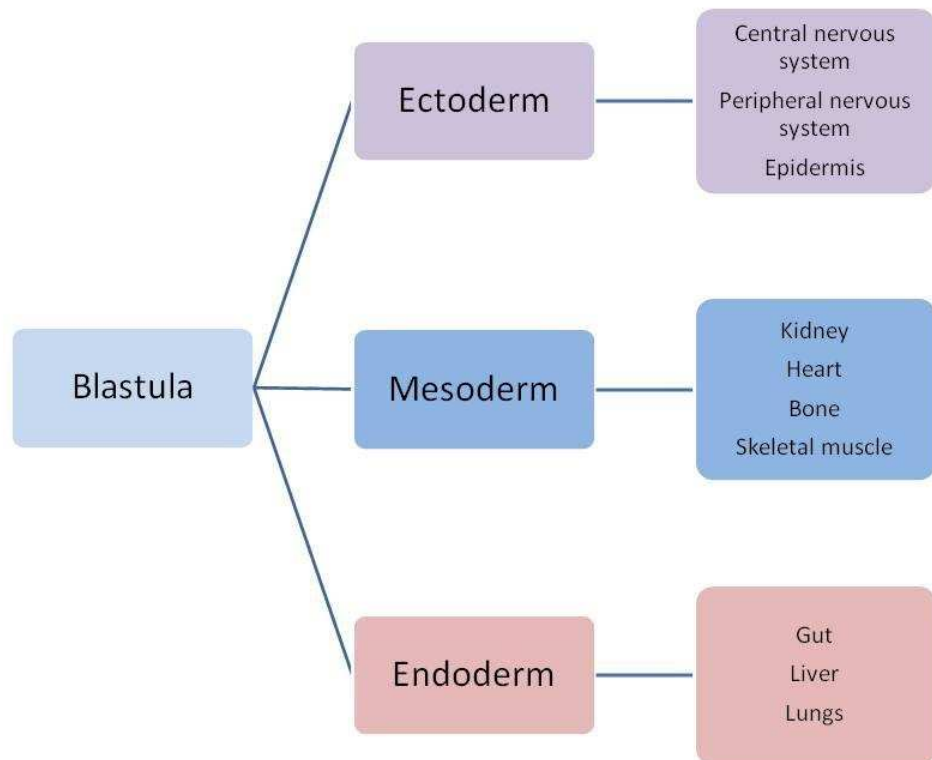 Blastula
Ectoderm
Central nervous
system
Peripheral nervous
system
Epidermis
Mesoderm
Kidney
Heart
Bone
Skeletal muscle
Endoderm
Gut
Liver
Lungs